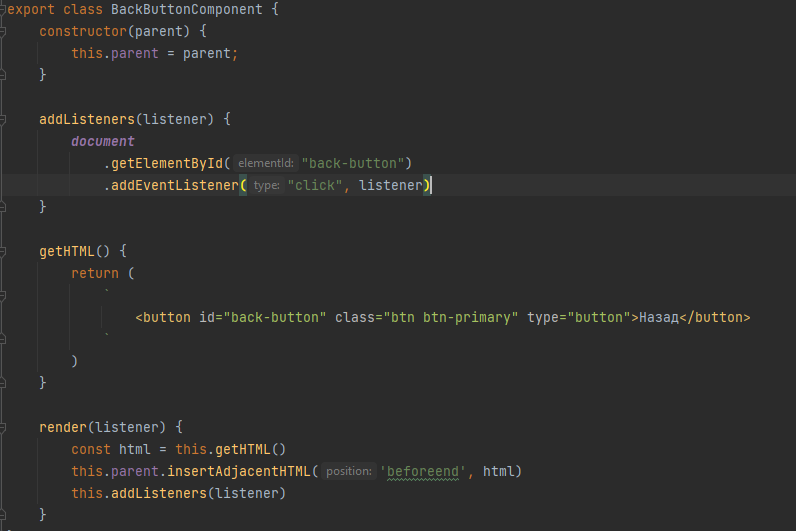 export class BackButtonComponent {
constructor(parent) {
this.parent = parent;
}
addListeners(listener) {
document
.getElementById( elementId: "back-button")
.addEventListener( type: "click", listener)
}
getHTML() {
return (
`
<button id="back-button" class="btn btn-primary" type="button">Назад</button>
`
)
}
render(listener) {
const html = this.getHTML()
this.parent.insertAdjacentHTML( position: 'beforeend', html)
this.addListeners(listener)
}